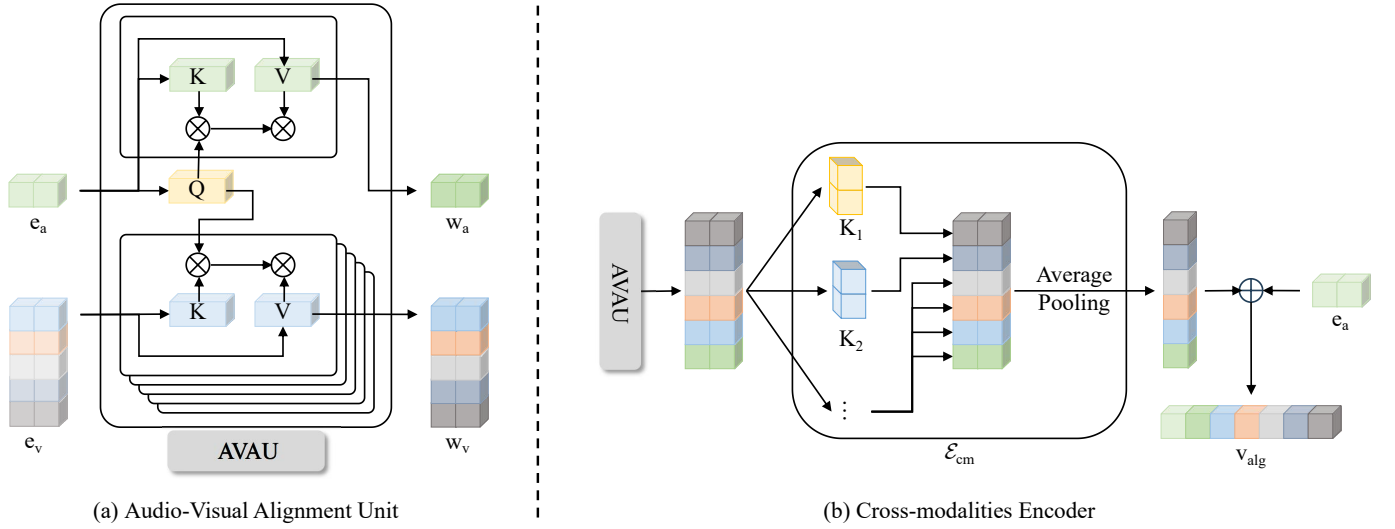 K
V
Q
e_a
w_a
K
V
e_v
w_v
AVAU
(a) Audio-Visual Alignment Unit
AVAU
K_1
K_2
⋮
Average
Pooling
e_a
ℰ_cm
v_alg
(b) Cross-modalities Encoder